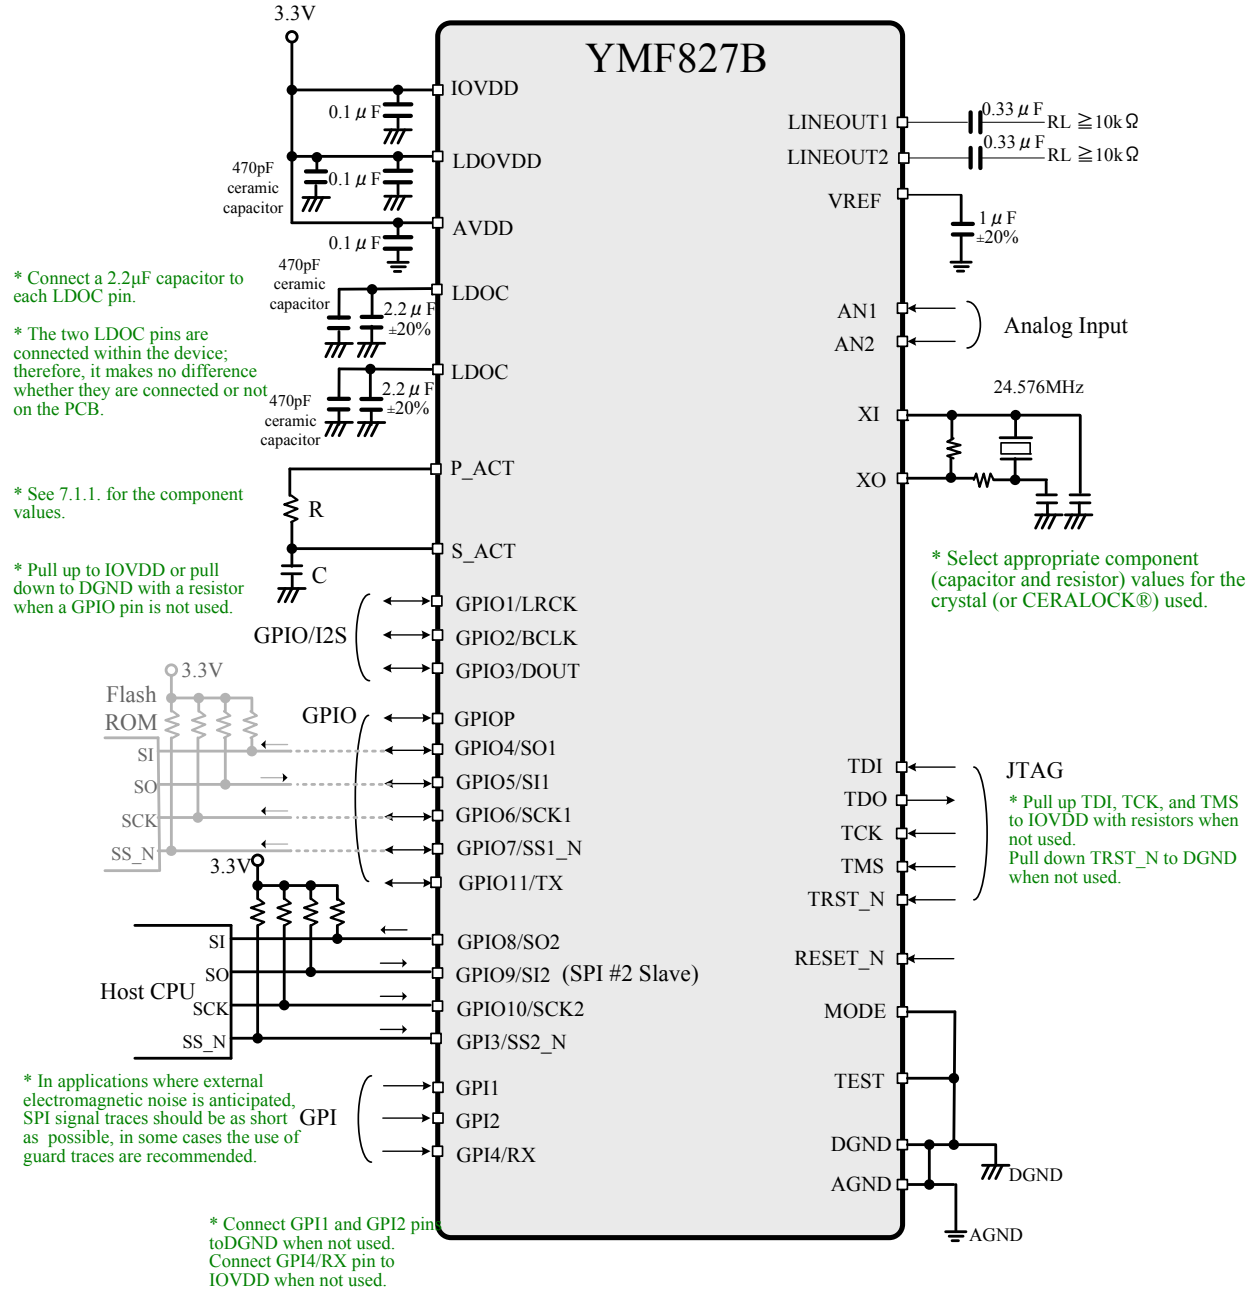 3.3V
YMF827B
IOVDD
0.1 μ F
LDOVDD
470pF
ceramic
capacitor
0.1 μ F
AVDD
0.1 μ F
* Connect a 2.2μF capacitor to
each LDOC pin.
470pF
ceramic
capacitor
LDOC
2.2 μ F
±20%
* The two LDOC pins are
connected within the device;
therefore, it makes no difference
whether they are connected or not
on the PCB.
LDOC
2.2 μ F
±20%
470pF
ceramic
capacitor
P_ACT
* See 7.1.1. for the component
values.
R
S_ACT
C
* Pull up to IOVDD or pull
down to DGND with a resistor
when a GPIO pin is not used.
GPIO/I2S
GPIO1/LRCK
GPIO2/BCLK
GPIO3/DOUT
3.3V
Flash
ROM
SI
SO
SCK
SS_N
GPIO
GPIOP
GPIO4/SO1
GPIO5/SI1
GPIO6/SCK1
GPIO7/SS1_N
GPIO11/TX
3.3V
Host CPU
SI
SO
SCK
SS_N
GPIO8/SO2
GPIO9/SI2 (SPI #2 Slave)
GPIO10/SCK2
GPI3/SS2_N
* In applications where external
electromagnetic noise is anticipated,
SPI signal traces should be as short
as possible, in some cases the use of
guard traces are recommended.
GPI
GPI1
GPI2
GPI4/RX
* Connect GPI1 and GPI2 pins
toDGND when not used.
Connect GPI4/RX pin to
IOVDD when not used.
LINEOUT1
0.33 μ F
RL ≧10k Ω
LINEOUT2
0.33 μ F
RL ≧10k Ω
VREF
1 μ F
±20%
AN1
AN2
Analog Input
24.576MHz
XI
XO
* Select appropriate component
(capacitor and resistor) values for the
crystal (or CERALOCK®) used.
TDI
TDO
TCK
TMS
TRST_N
JTAG
* Pull up TDI, TCK, and TMS
to IOVDD with resistors when
not used.
Pull down TRST_N to DGND
when not used.
RESET_N
MODE
TEST
DGND
DGND
AGND
AGND